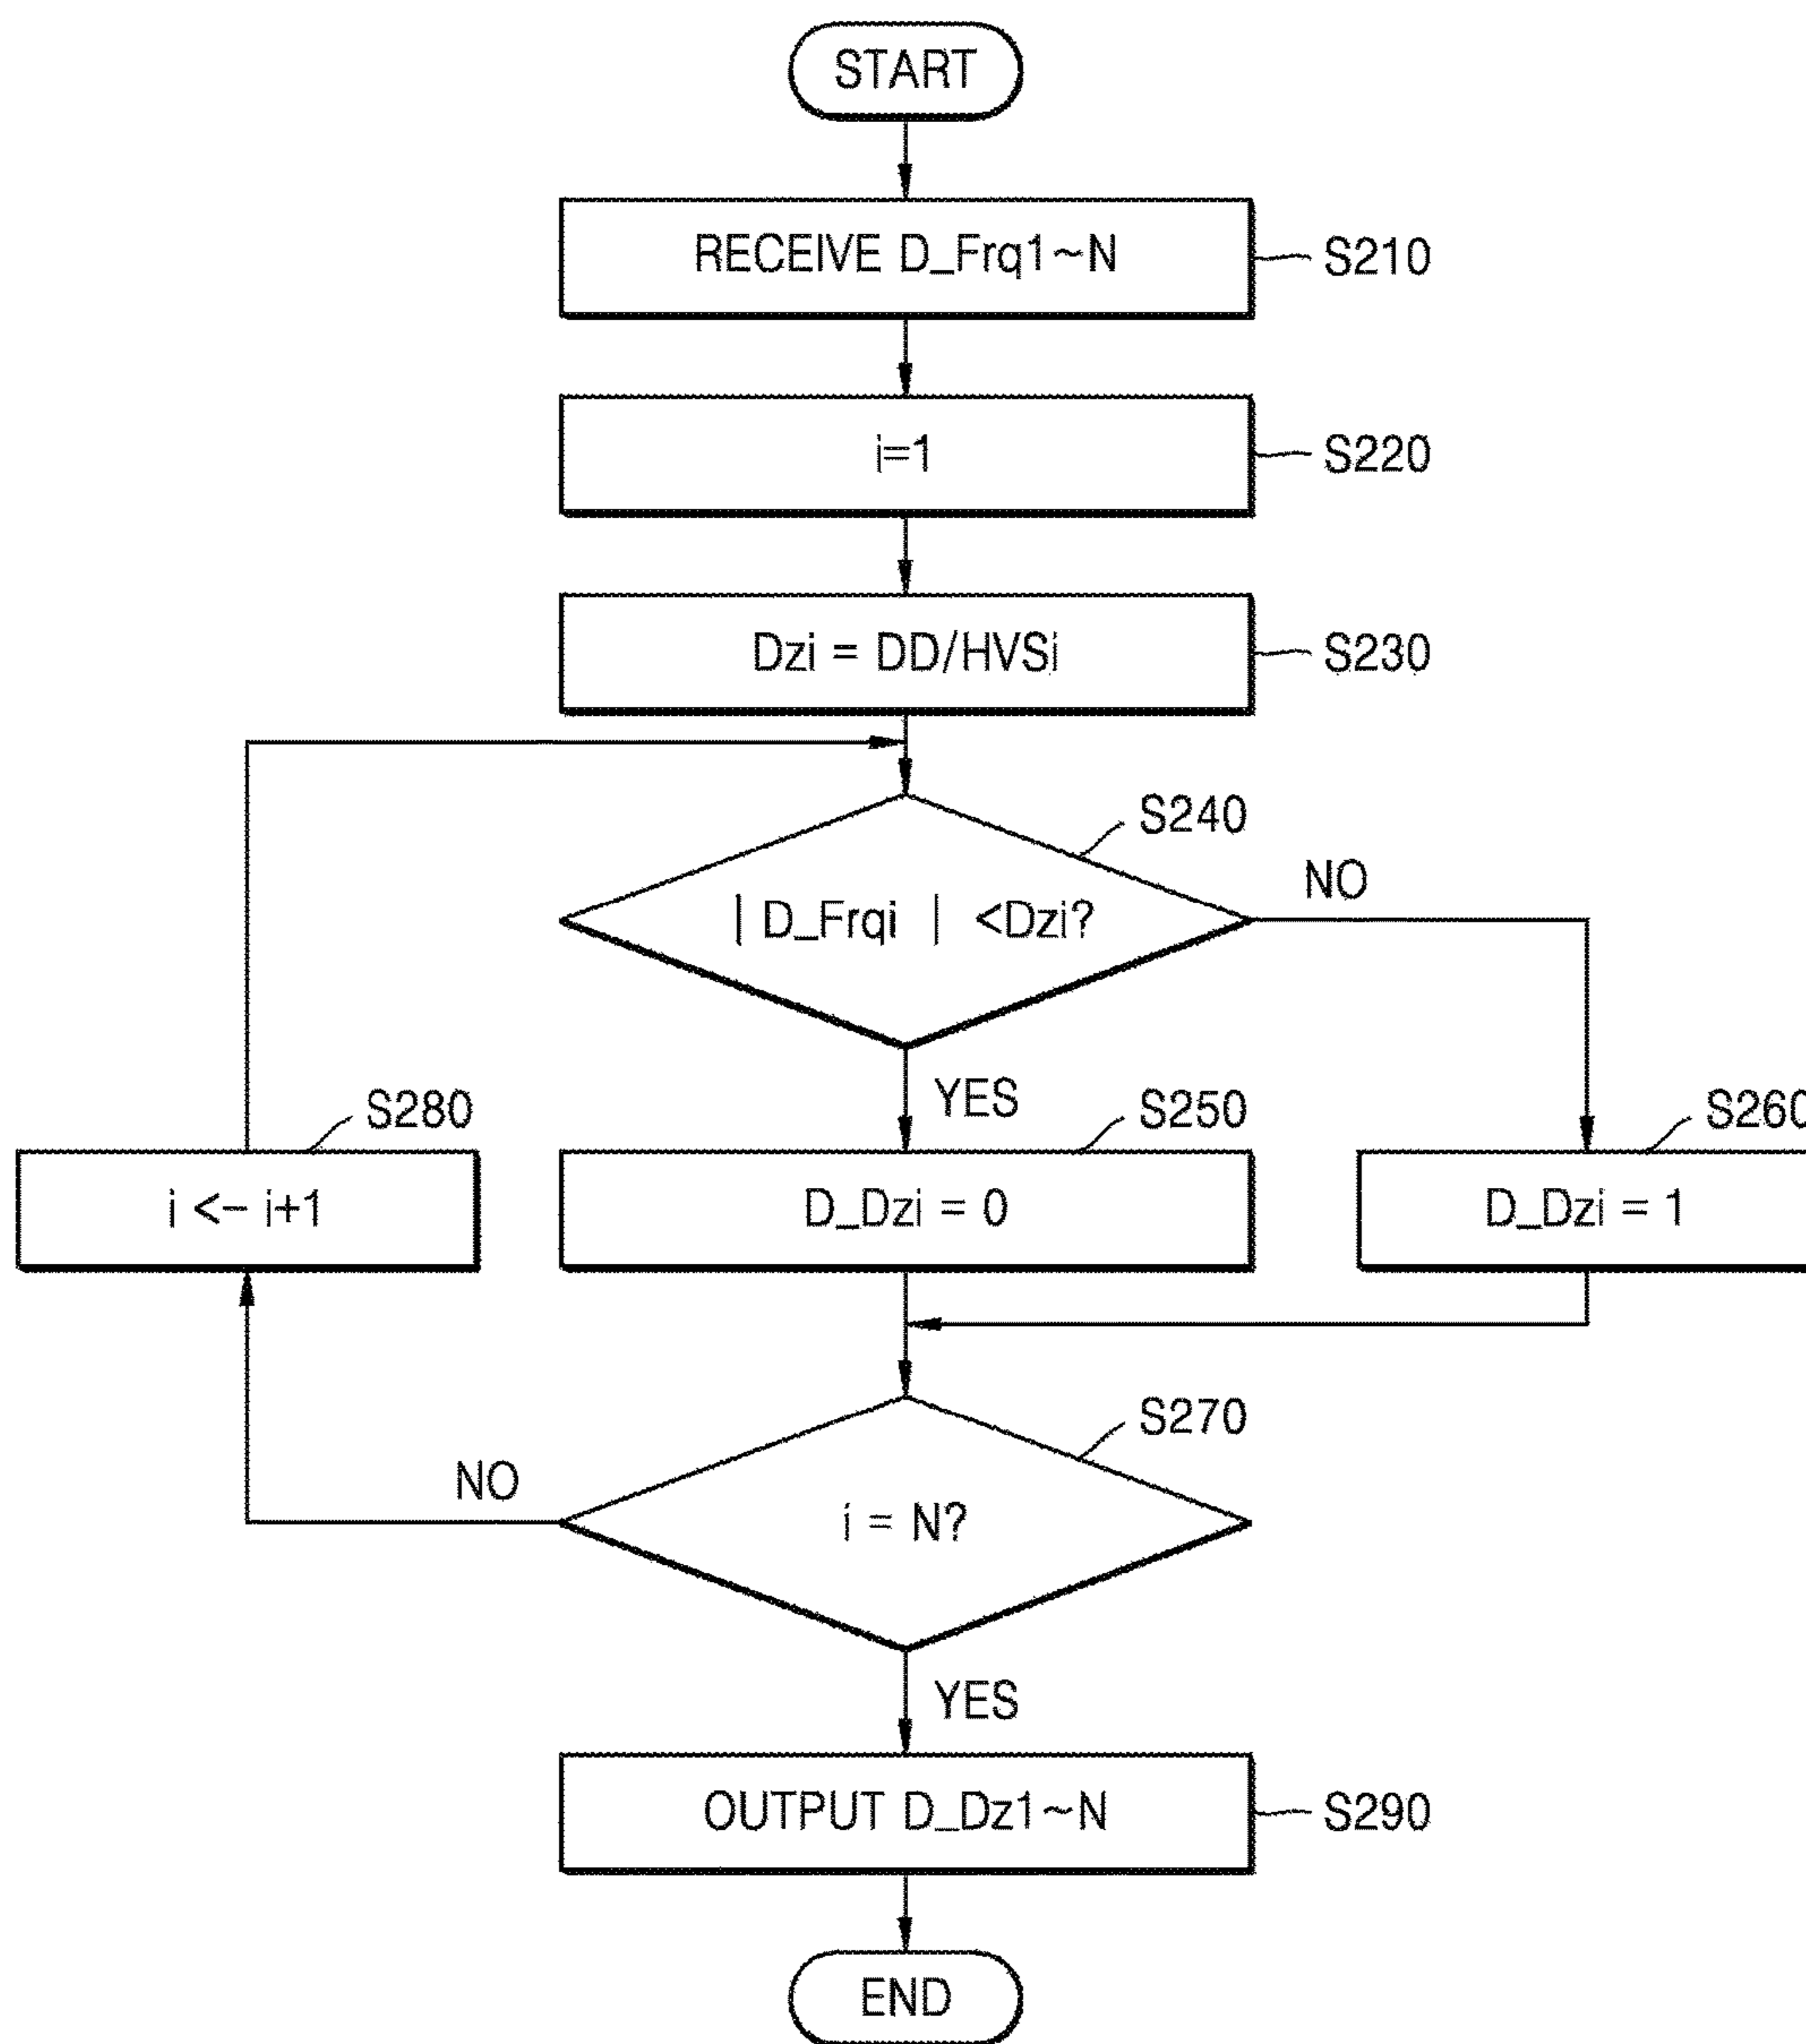 START
RECEIVE D_Frq1~N
S210
i=1
S220
Dzi = DD/HVSi
S230
S240
| D_Frqi | <Dzi?
NO
YES
S280
S250
S260
i <- i+1
D_Dzi = 0
D_Dzi = 1
S270
NO
i = N?
YES
OUTPUT D_Dz1~N
S290
END